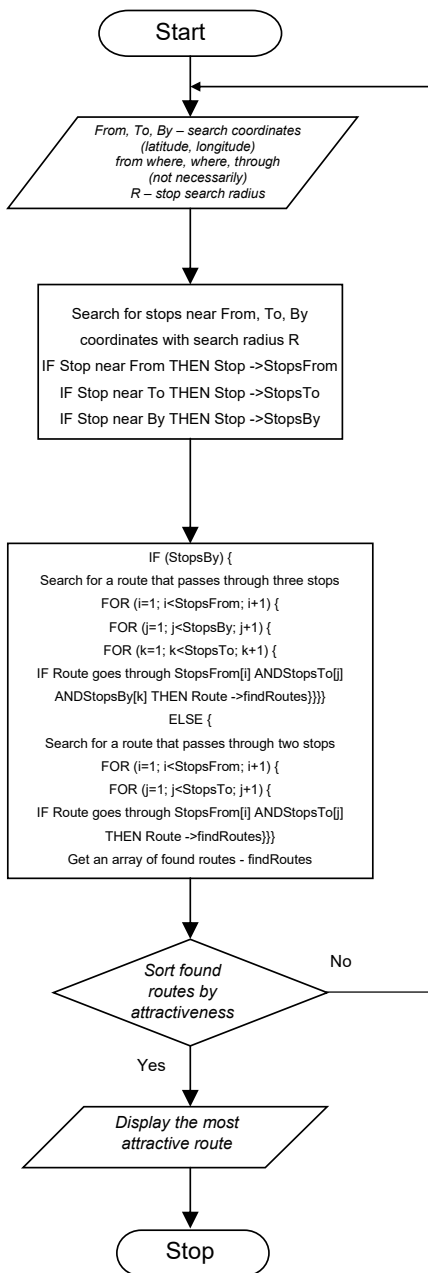 Start
From, To, By – search coordinates
(latitude, longitude)
from where, where, through
(not necessarily)
R – stop search radius
Search for stops near From, To, By
coordinates with search radius R
IF Stop near From THEN Stop ->StopsFrom
IF Stop near To THEN Stop ->StopsTo
IF Stop near By THEN Stop ->StopsBy
IF (StopsBy) {
Search for a route that passes through three stops
FOR (i=1; i<StopsFrom; i+1) {
FOR (j=1; j<StopsBy; j+1) {
FOR (k=1; k<StopsTo; k+1) {
IF Route goes through StopsFrom[i] ANDStopsTo[j]
ANDStopsBy[k] THEN Route ->findRoutes}}}}
ELSE {
Search for a route that passes through two stops
FOR (i=1; i<StopsFrom; i+1) {
FOR (j=1; j<StopsTo; j+1) {
IF Route goes through StopsFrom[i] ANDStopsTo[j]
THEN Route ->findRoutes}}}
Get an array of found routes - findRoutes
Sort found
routes by
attractiveness
No
Yes
Display the most
attractive route
Stop